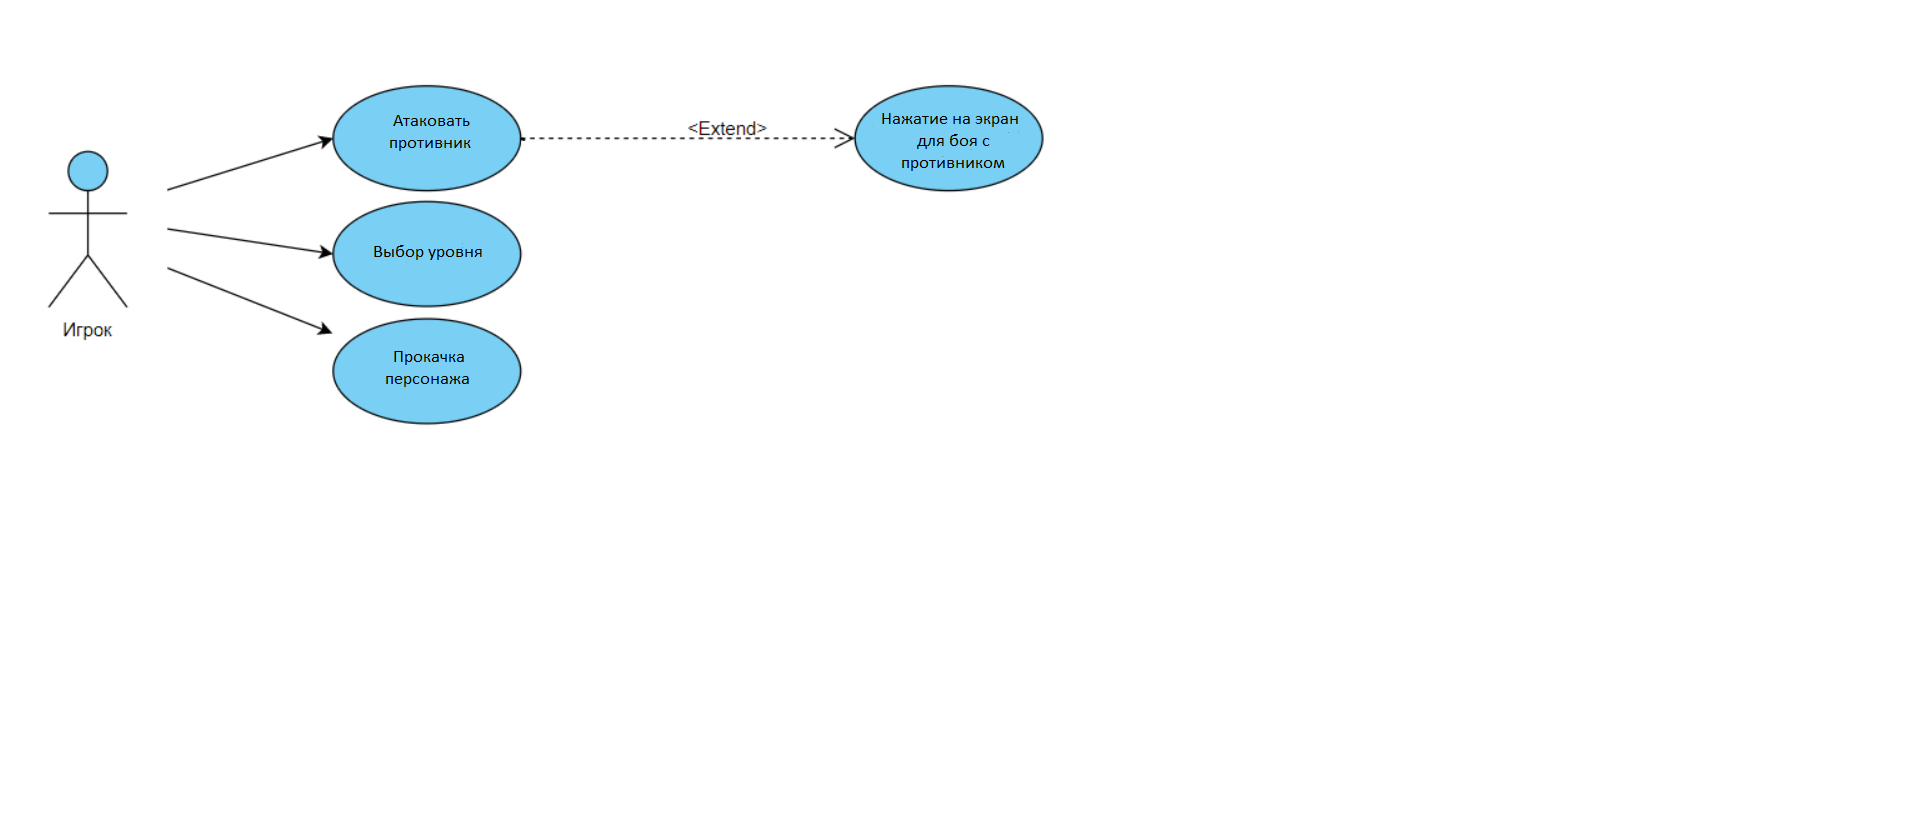 Атаковать
противник
<Extend>
Нажатие на экран
для боя с
противником
Выбор уровня
Игрок
Прокачка
персонажа